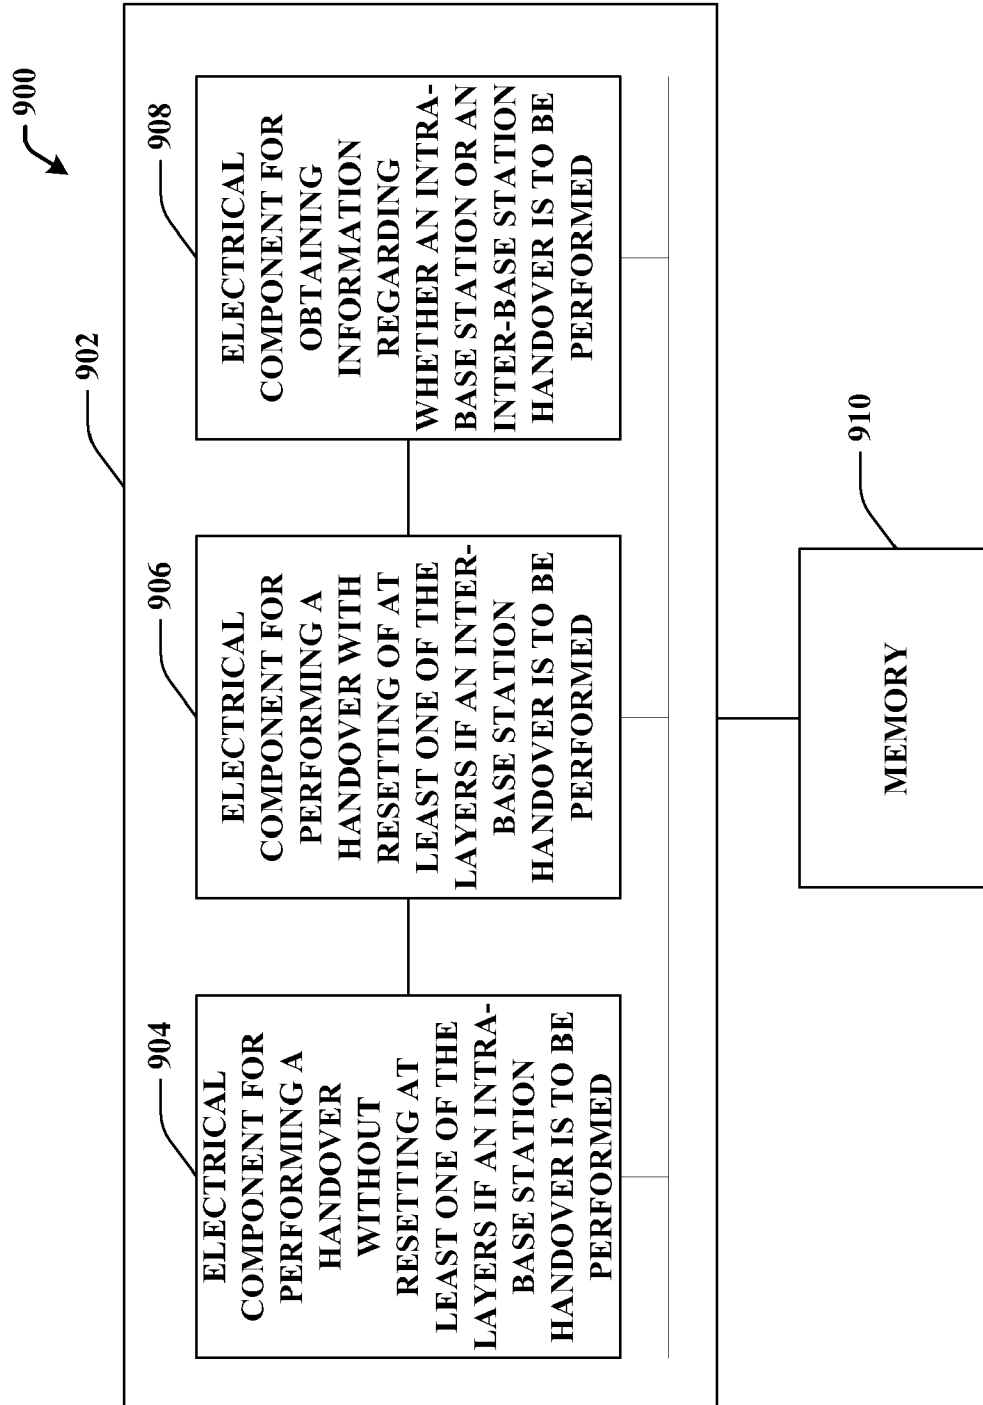 900
902
904
ELECTRICAL
COMPONENT FOR
PERFORMING A
HANDOVER
WITHOUT
RESETTING AT
LEAST ONE OF THE
LAYERS IF AN INTRA-
BASE STATION
HANDOVER IS TO BE
PERFORMED
906
ELECTRICAL
COMPONENT FOR
PERFORMING A
HANDOVER WITH
RESETTING OF AT
LEAST ONE OF THE
LAYERS IF AN INTER-
BASE STATION
HANDOVER IS TO BE
PERFORMED
908
ELECTRICAL
COMPONENT FOR
OBTAINING
INFORMATION
REGARDING
WHETHER AN INTRA-
BASE STATION OR AN
INTER-BASE STATION
HANDOVER IS TO BE
PERFORMED
910
MEMORY